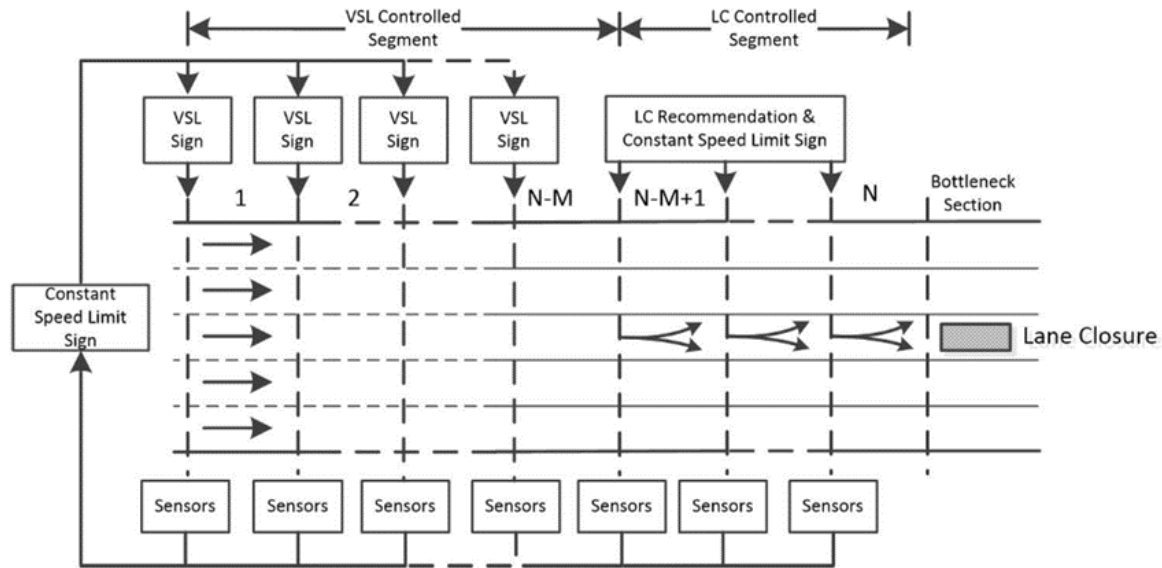 VSL Controlled
Segment
LC Controlled
Segment
VSL
Sign
VSL
Sign
VSL
Sign
VSL
Sign
LC Recommendation &
Constant Speed Limit Sign
1
2
N-M
N-M+1
N
Bottleneck
Section
Constant
Speed Limit
Sign
Lane Closure
Sensors
Sensors
Sensors
Sensors
Sensors
Sensors
Sensors